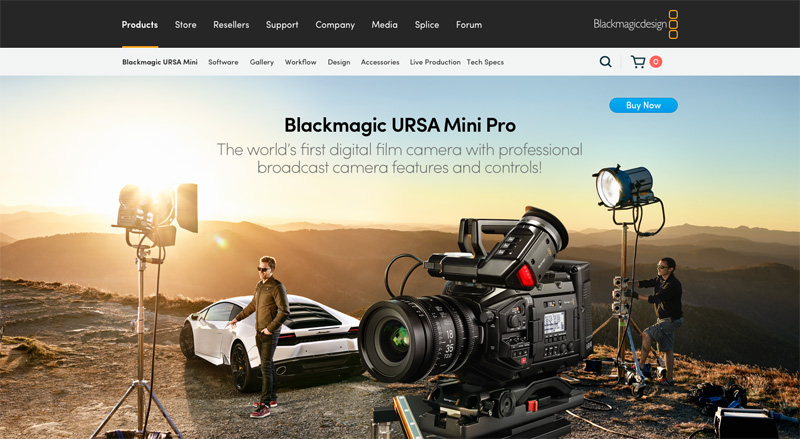 Products Store Resellers Support Company Media Splice Forum Blackmagicdesign
Blackmagic URSA Mini Software Gallery Workflow Design Accessories Live Production Tech Specs 0
Buy Now
Blackmagic URSA Mini Pro
The world's first digital film camera with professional
broadcast camera features and controls!